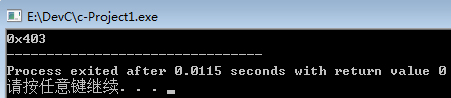 E:\DevC\c-Project1.exe
0x403
--------------------------------
Process exited after 0.0115 seconds with return value 0
请按任意键继续. . .